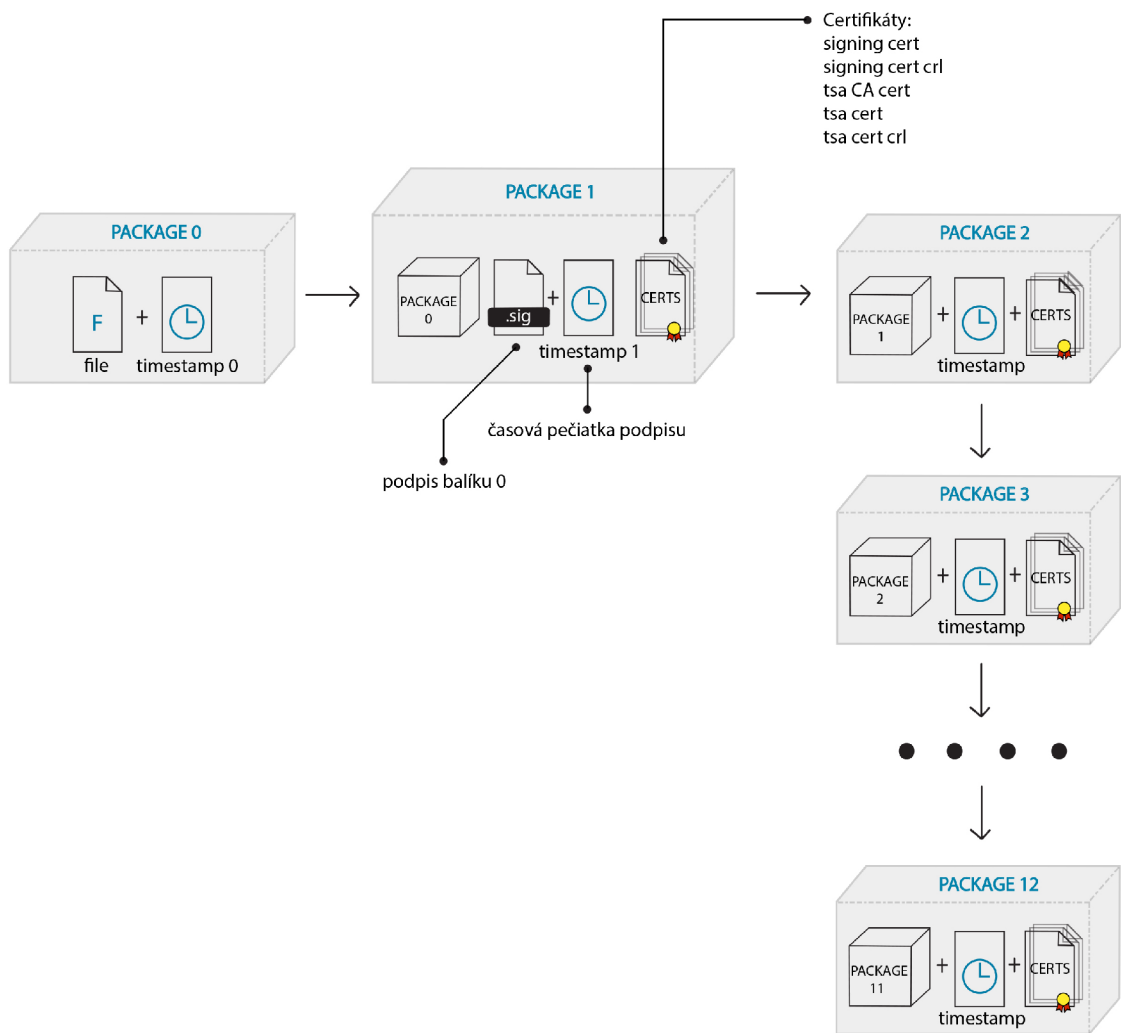 Certifikáty:
signing cert
signing cert crl
tsa CA cert
tsa cert
tsa cert crl
PACKAGE 0
F
+
file
timestamp 0
PACKAGE 1
PACKAGE
0
.sig
+
CERTS
timestamp 1
časová pečiatka podpisu
podpis balíku 0
PACKAGE 2
PACKAGE
1
+
+
CERTS
timestamp
PACKAGE 3
PACKAGE
2
+
+
CERTS
timestamp
PACKAGE 12
PACKAGE
11
+
+
CERTS
timestamp